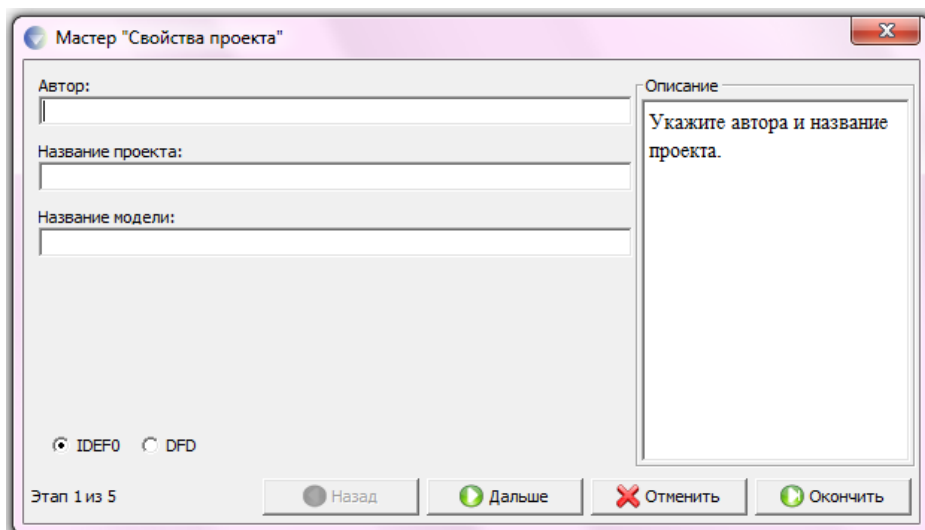 Мастер "Свойства проекта"
Автор:
Название проекта:
Название модели:
Описание
Укажите автора и название
проекта.
IDEF0 DFD
Этап 1 из 5
Назад
Дальше
Отменить
Окончить